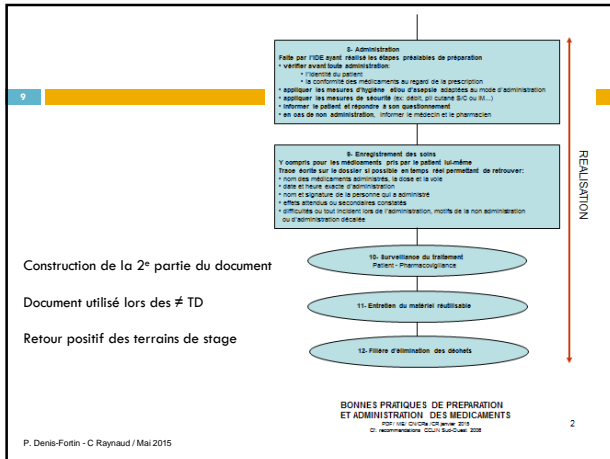 9
8- Administration
Faite par l'IDE ayant réalisé les étapes préalables de préparation
• vérifier avant toute administration:
• l'identité du patient
• la conformité des médicaments au regard de la prescription
• appliquer les mesures d'hygiène et/ou d'asepsie adaptées au mode d'administration
• appliquer les mesures de sécurité (ex: débit, pli cutané S/C ou IM...)
• informer le patient et répondre à son questionnement
• en cas de non administration, informer le médecin et le pharmacien
9- Enregistrement des soins
Y compris pour les médicaments pris par le patient lui-même
Trace écrite sur le dossier si possible en temps réel permettant de retrouver:
• nom des médicaments administrés, la dose et la voie
• date et heure exacte d'administration
• nom et signature de la personne qui a administré
• effets attendus ou secondaires constatés
• difficultés ou tout incident lors de l'administration, motifs de la non administration
ou d'administration décalée
REALISATION
10- Surveillance du traitement
Patient - Pharmacovigilance
11- Entretien du matériel réutilisable
12- Filière d'élimination des déchets
Construction de la 2e partie du document
Document utilisé lors des ≠ TD
Retour positif des terrains de stage
BONNES PRATIQUES DE PREPARATION
ET ADMINISTRATION DES MEDICAMENTS
2
P. Denis-Fortin - C Raynaud / Mai 2015